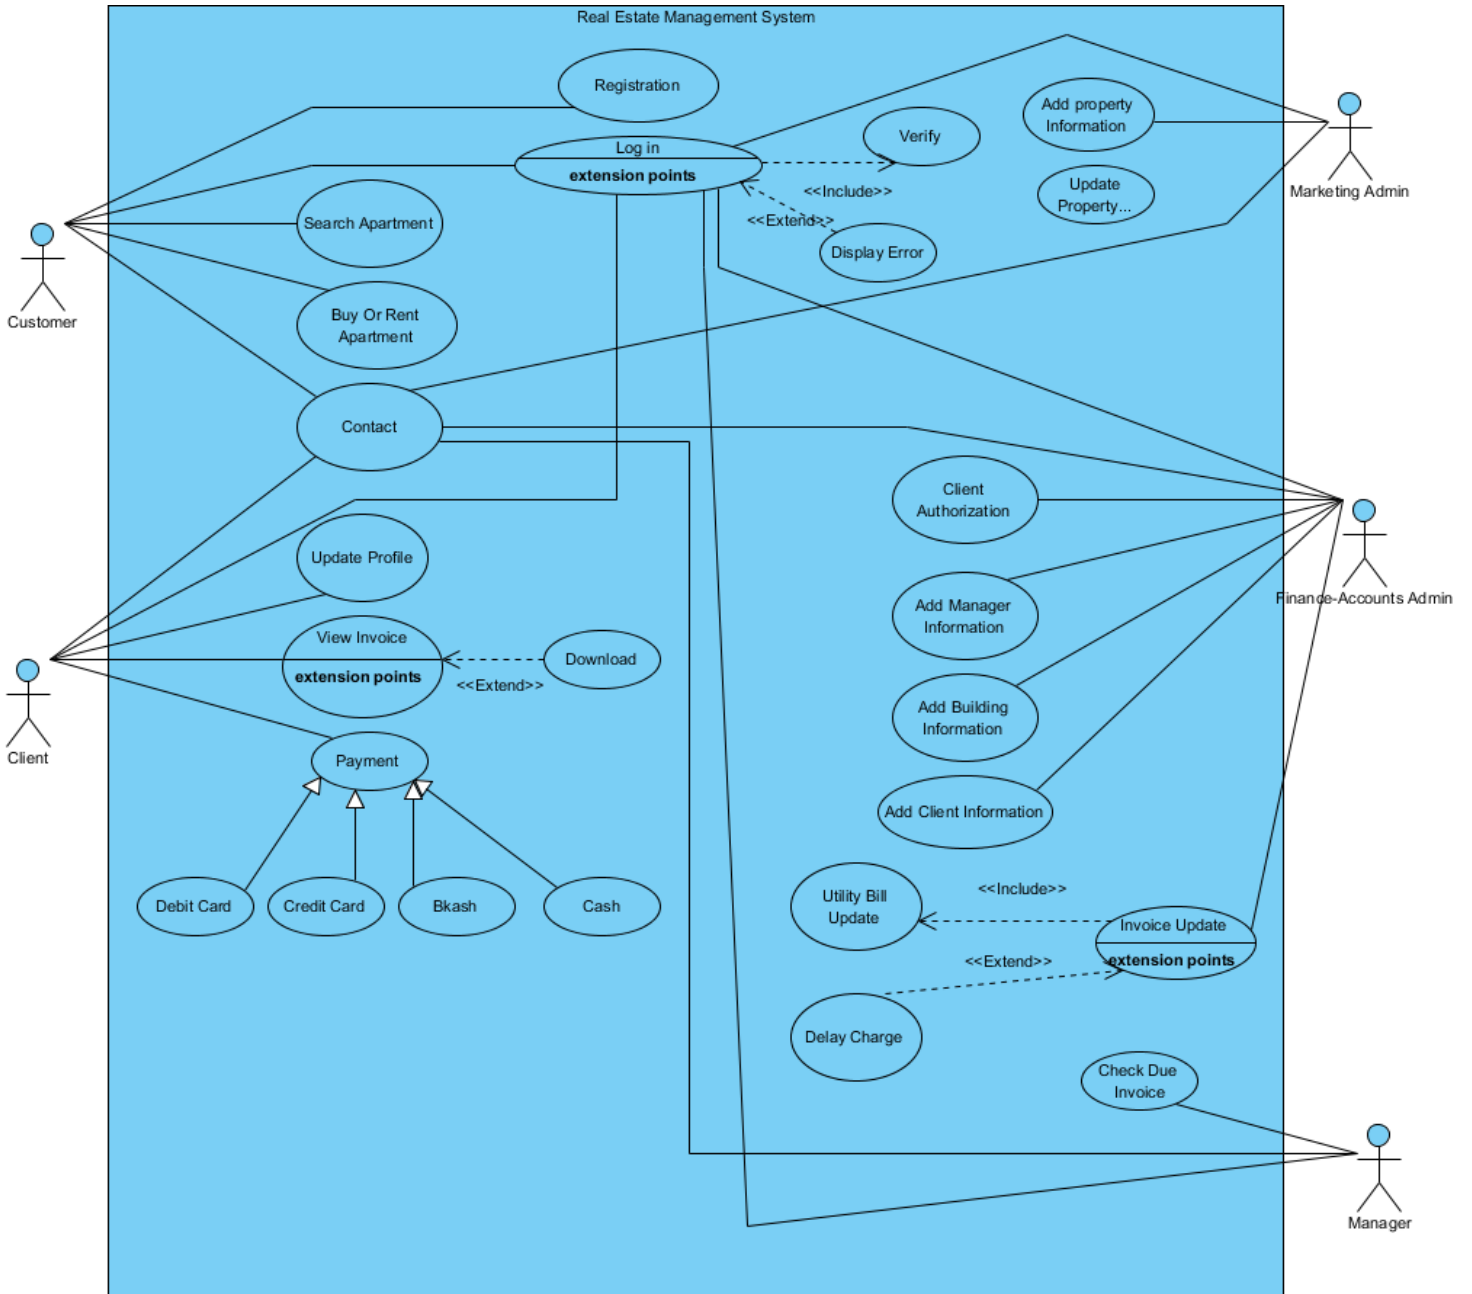 Real Estate Management System
Registration
Log in
extension points
Verify
<<Include>>
<<Extend>>
Display Error
Add property
Information
Update
Property...
Marketing Admin
Search Apartment
Customer
Buy Or Rent
Apartment
Contact
Client
Authorization
Finance-Accounts Admin
Update Profile
Add Manager
Information
View Invoice
extension points
Download
<<Extend>>
Client
Add Building
Information
Payment
Add Client Information
Debit Card
Credit Card
Bkash
Cash
Utility Bill
Update
<<Include>>
Invoice Update
extension points
<<Extend>>
Delay Charge
Check Due
Invoice
Manager